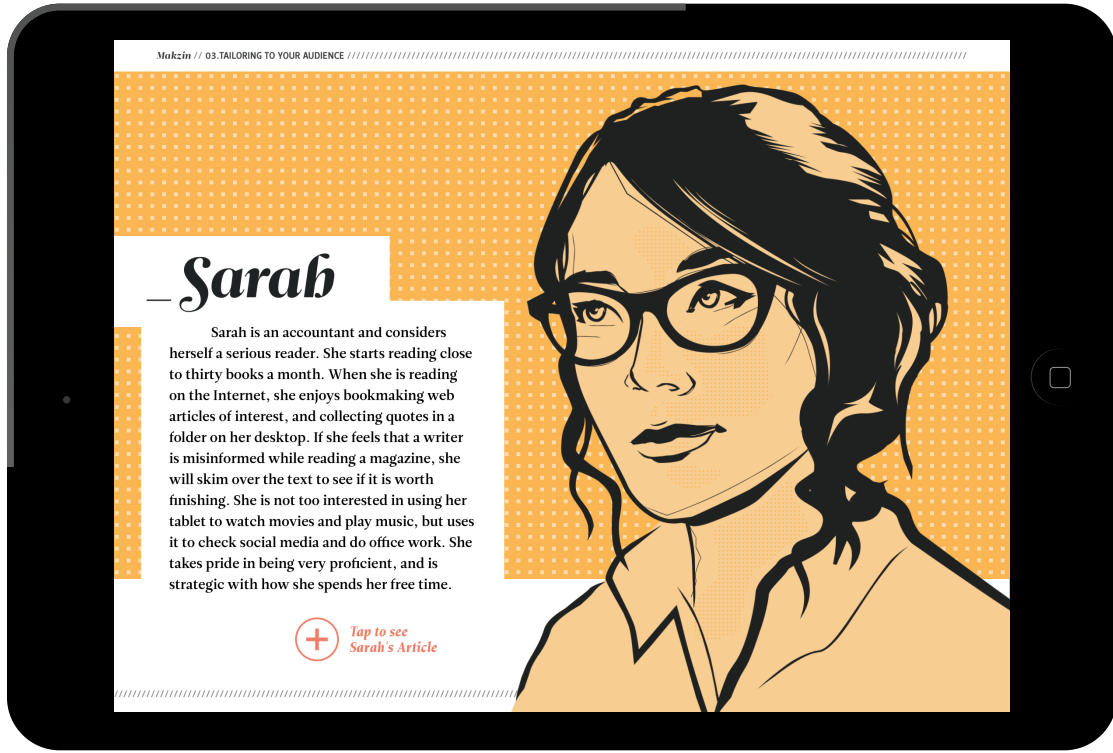 Makzin // 03.TAILORING TO YOUR AUDIENCE
_Sarah
Sarah is an accountant and considers
herself a serious reader. She starts reading close
to thirty books a month. When she is reading
on the Internet, she enjoys bookmaking web
articles of interest, and collecting quotes in a
folder on her desktop. If she feels that a writer
is misinformed while reading a magazine, she
will skim over the text to see if it is worth
finishing. She is not too interested in using her
tablet to watch movies and play music, but uses
it to check social media and do office work. She
takes pride in being very proficient, and is
strategic with how she spends her free time.
Tap to see
Sarah's Article